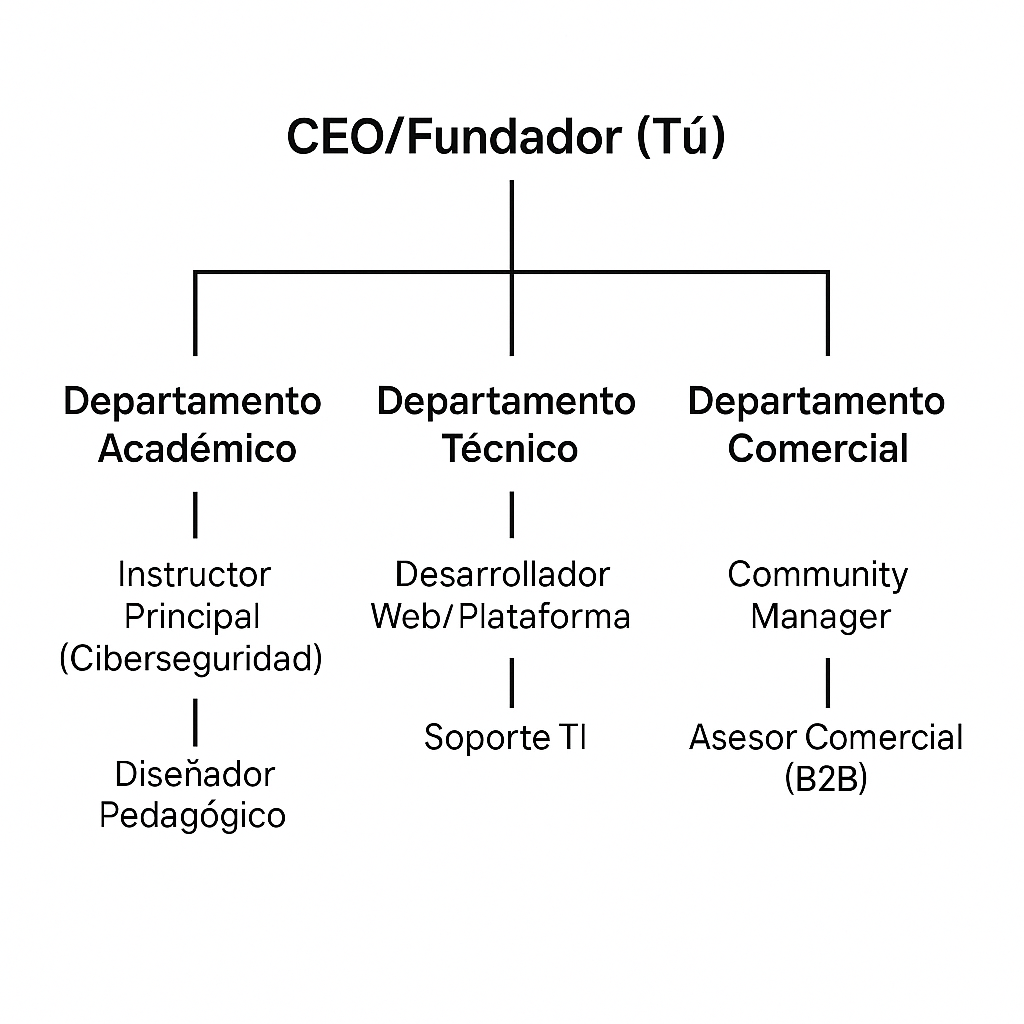 CEO/Fundador (Tú)
Departamento
Académico
Departamento
Técnico
Departamento
Comercial
Instructor
Principal
(Ciberseguridad)
Desarrollador
Web/Plataforma
Community
Manager
Diseñador
Pedagógico
Soporte TI
Asesor Comercial
(B2B)